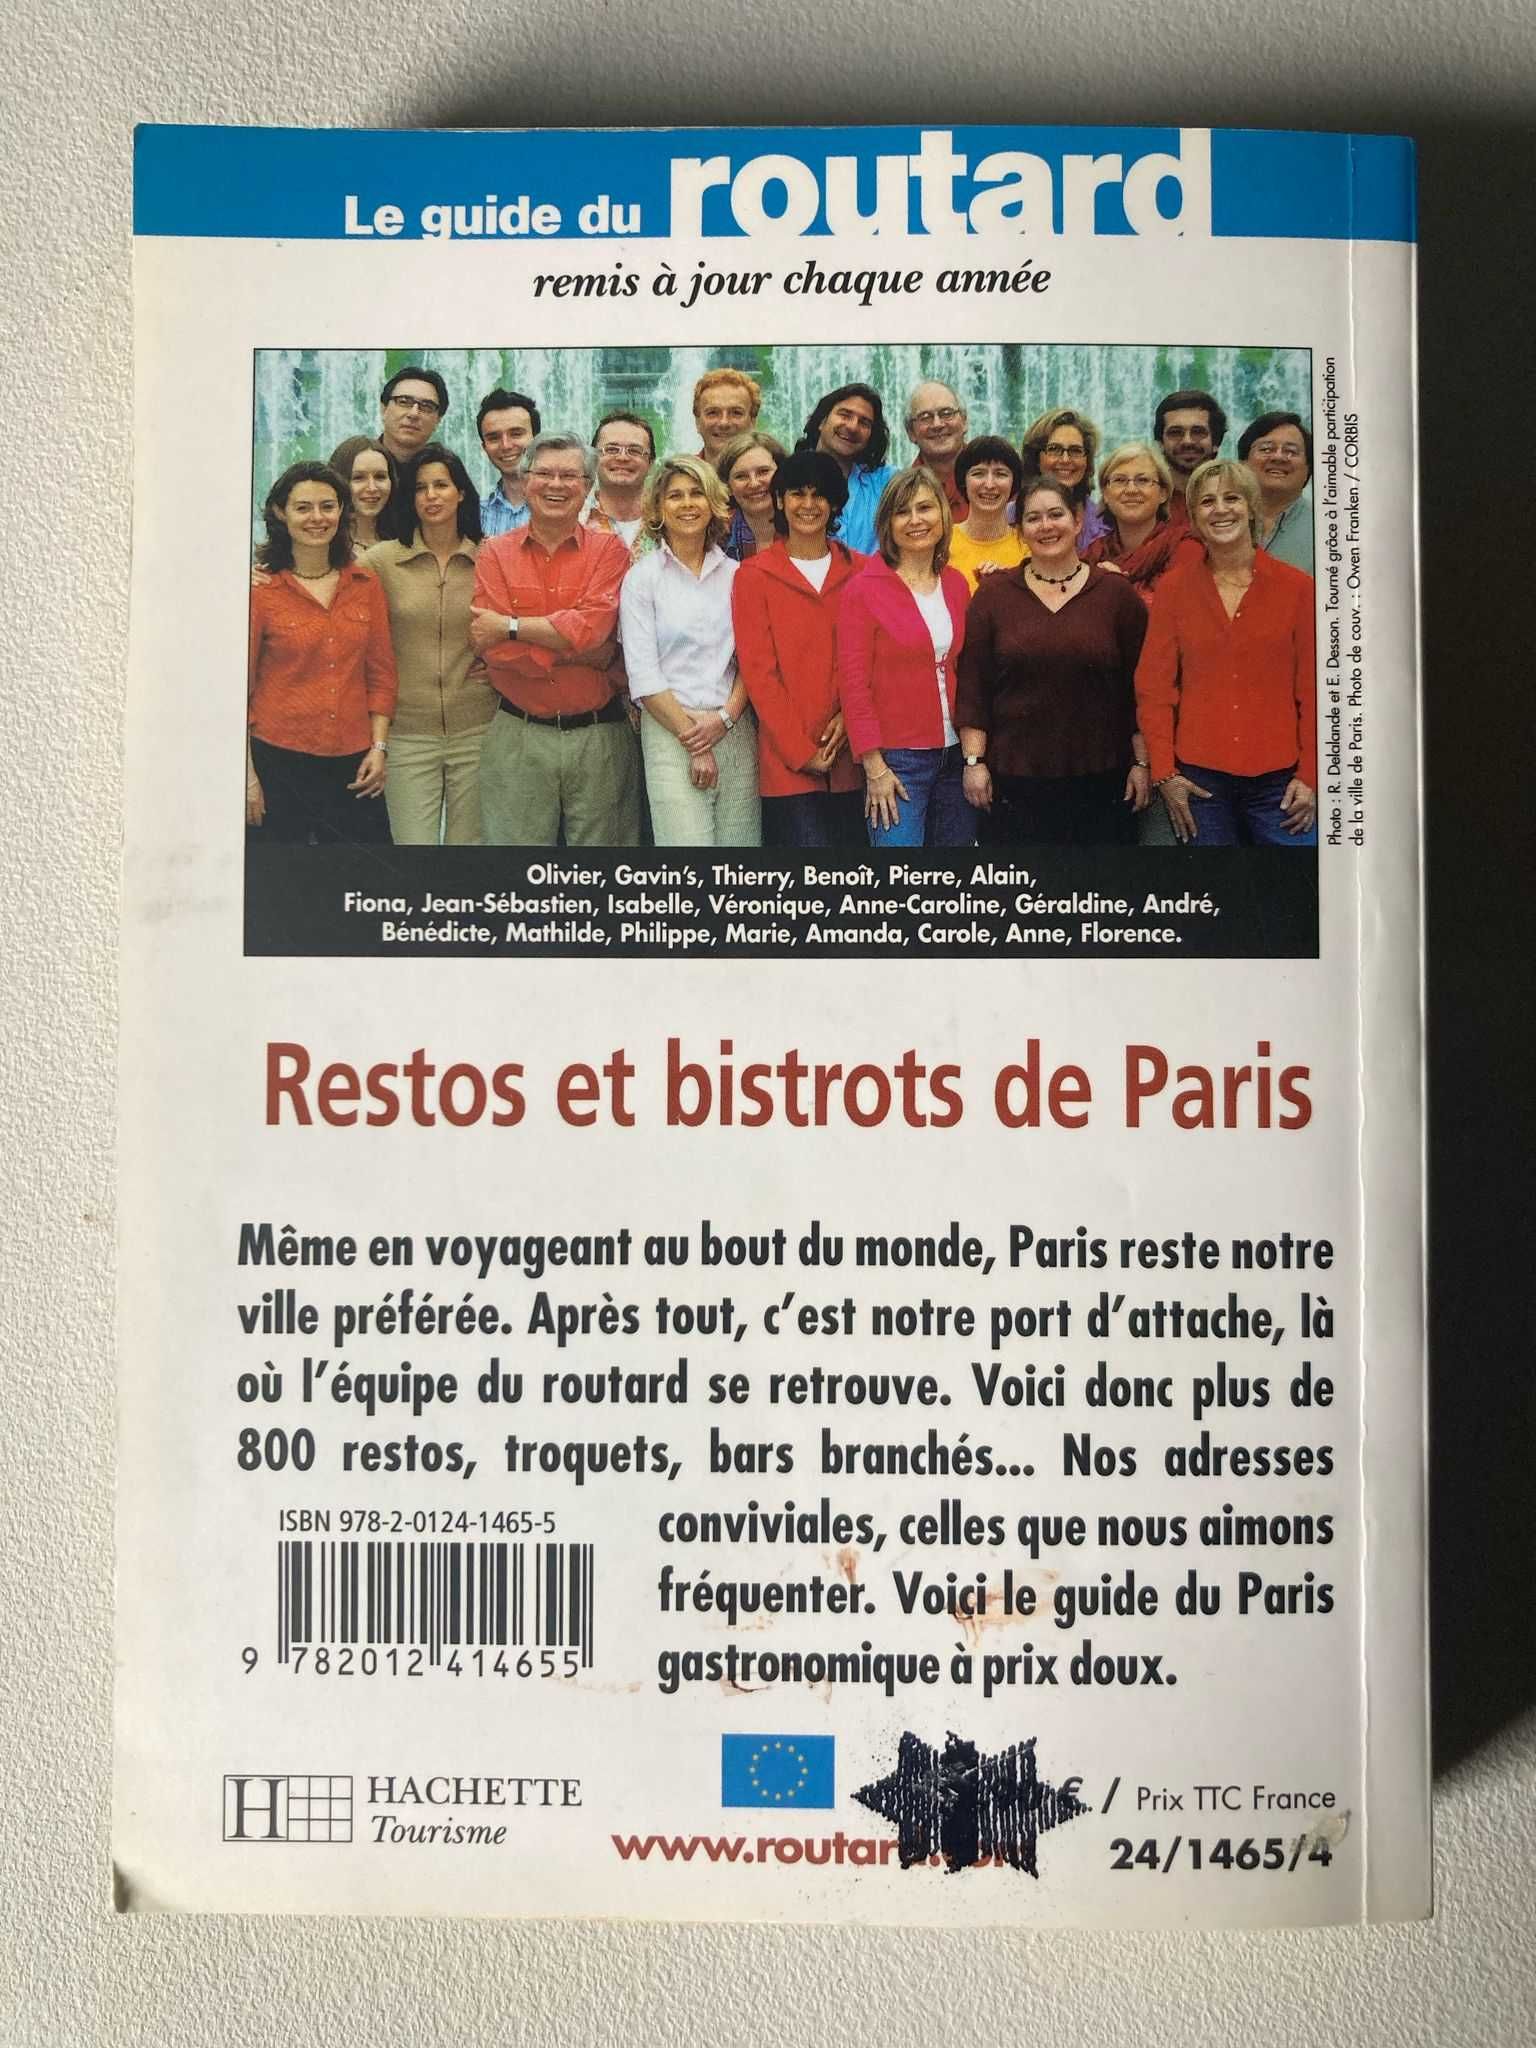 Le guide du routard
remis à jour chaque année
Photo : R. Delalande et E. Desson. Tourné grâce à l'aimable participation
de la ville de Paris. Photo de couv. : Owen Franken / CORBIS
Olivier, Gavin's, Thierry, Benoît, Pierre, Alain,
Fiona, Jean-Sébastien, Isabelle, Véronique, Anne-Caroline, Géraldine, André,
Bénédicte, Mathilde, Philippe, Marie, Amanda, Carole, Anne, Florence.
Restos et bistrots de Paris
Même en voyageant au bout du monde, Paris reste notre
ville préférée. Après tout, c'est notre port d'attache, là
où l'équipe du routard se retrouve. Voici donc plus de
800 restos, troquets, bars branchés... Nos adresses
conviviales, celles que nous aimons
fréquenter. Voici le guide du Paris
gastronomique à prix doux.
ISBN 978-2-0124-1465-5
9 782012 414655
H HACHETTE
Tourisme
€ / Prix TTC France
www.routard.com
24/1465/4